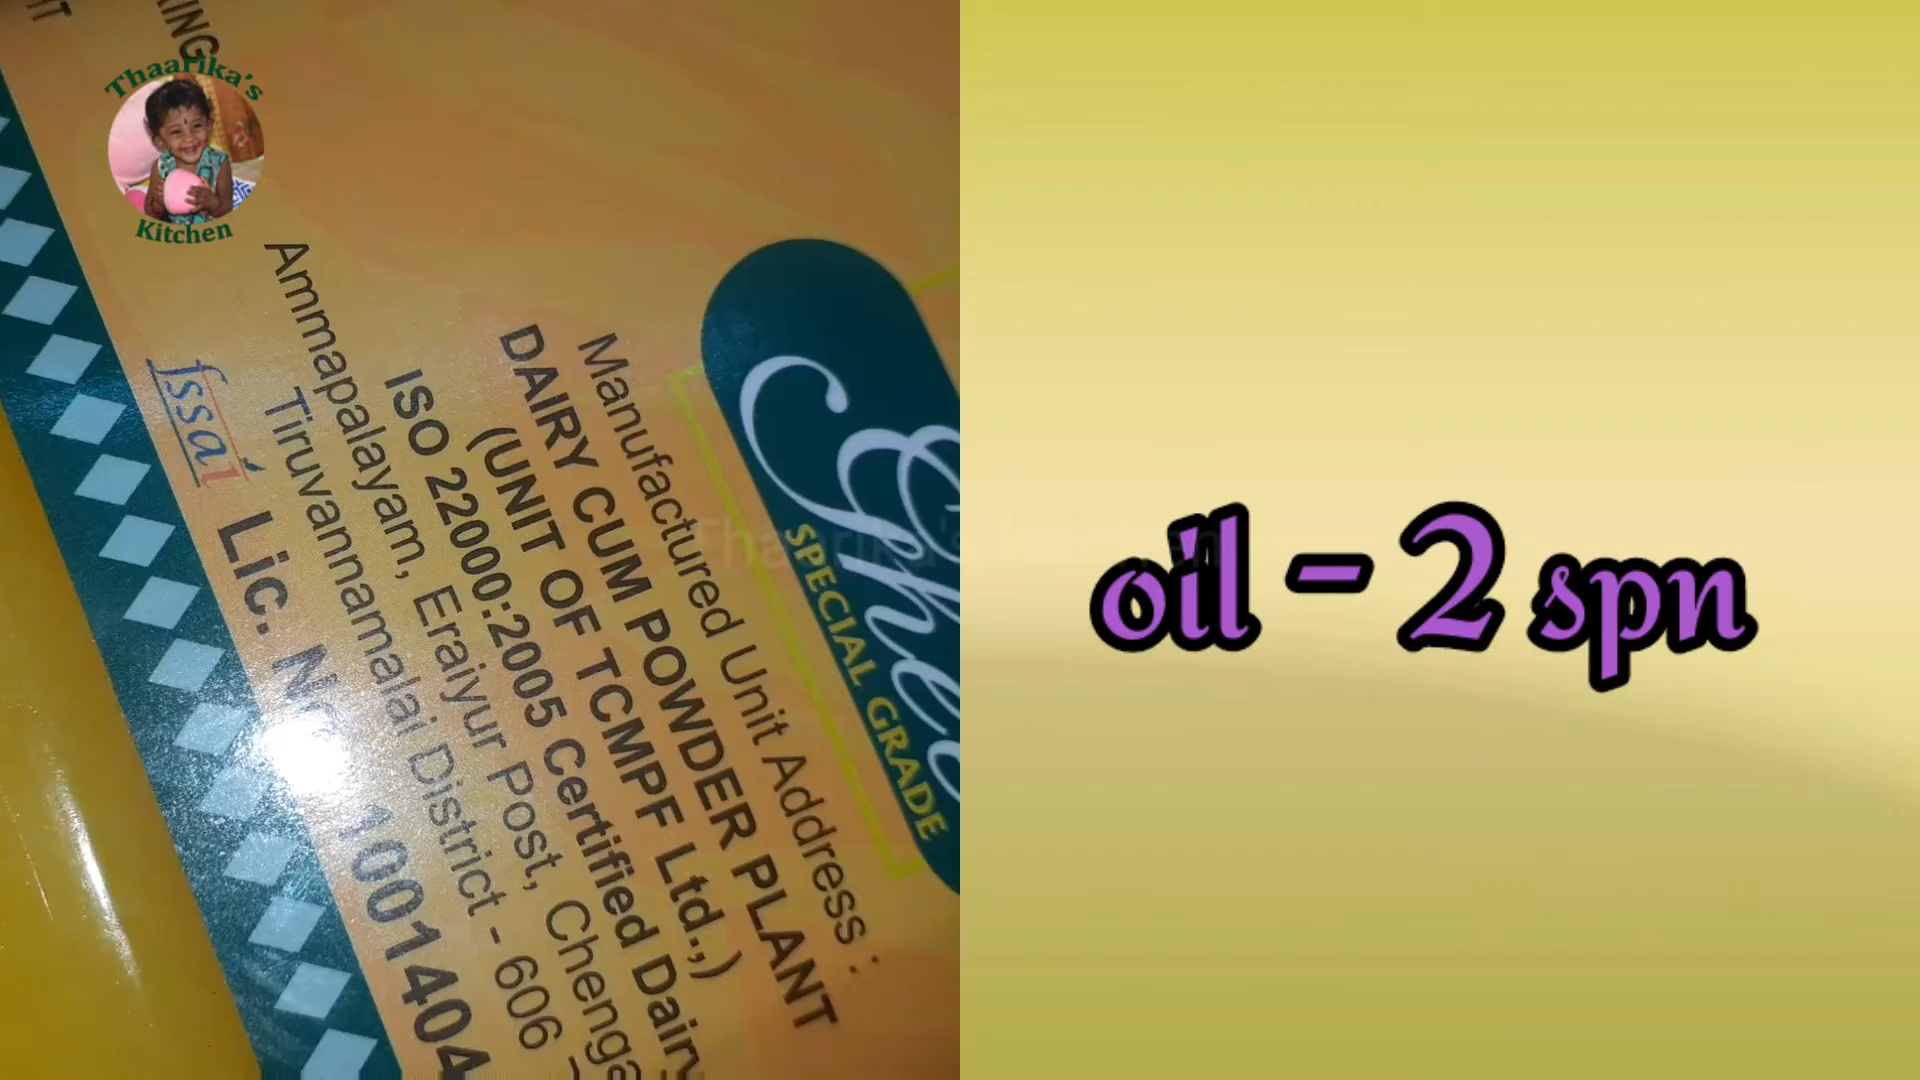 Thaarika's
Kitchen
Ghee
SPECIAL GRADE
Manufactured Unit Address :
DAIRY CUM POWDER PLANT
(UNIT OF TCMPF Ltd.,)
ISO 22000:2005 Certified Dairy
Ammapalayam, Eraiyur Post, Chenga
Tiruvannamalai District - 606
fssai
Lic. No. 1001404
oil - 2 spn